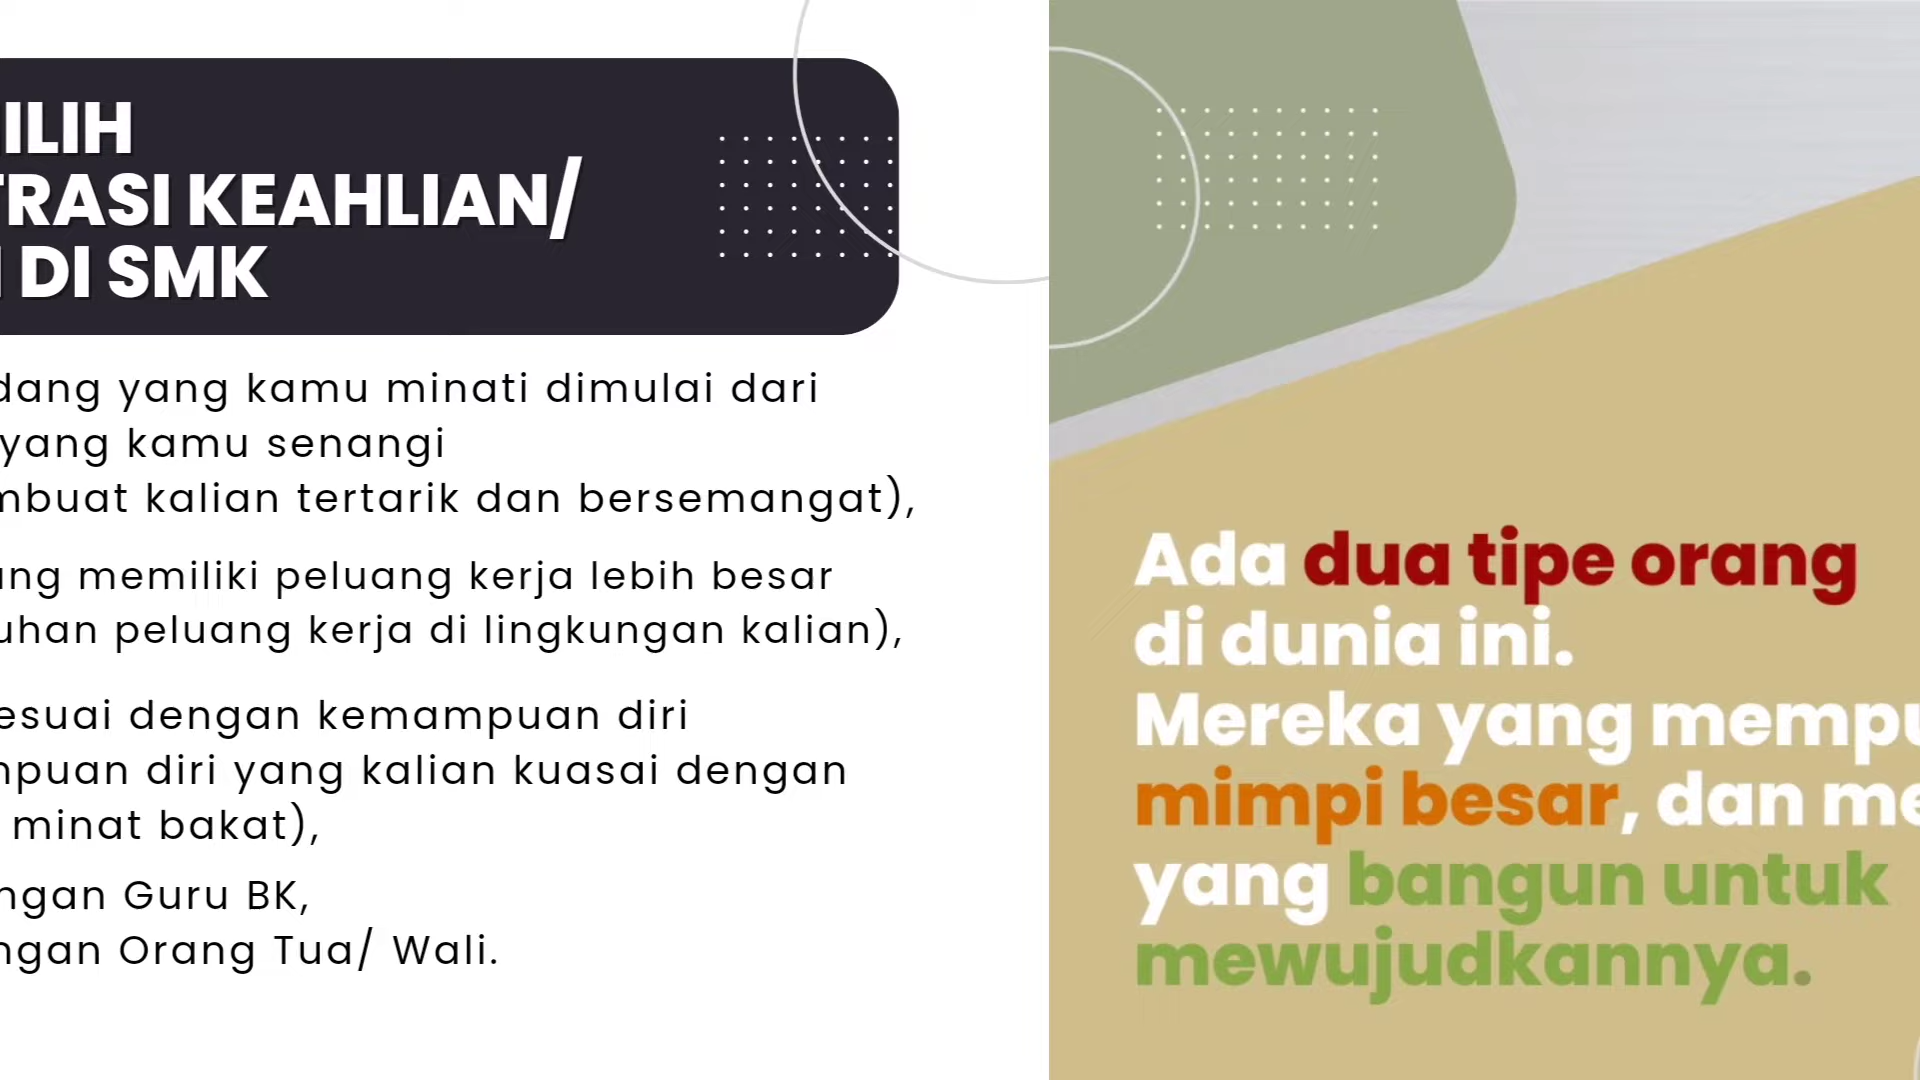 ILIH
TRASI KEAHLIAN/
DI SMK
dang yang kamu minati dimulai dari
yang kamu senangi
mbuat kalian tertarik dan bersemangat),
ang memiliki peluang kerja lebih besar
uhan peluang kerja di lingkungan kalian),
esuai dengan kemampuan diri
mpuan diri yang kalian kuasai dengan
minat bakat),
ngan Guru BK,
ngan Orang Tua/ Wali.
Ada dua tipe orang
di dunia ini.
Mereka yang mempu
mimpi besar, dan me
yang bangun untuk
mewujudkannya.